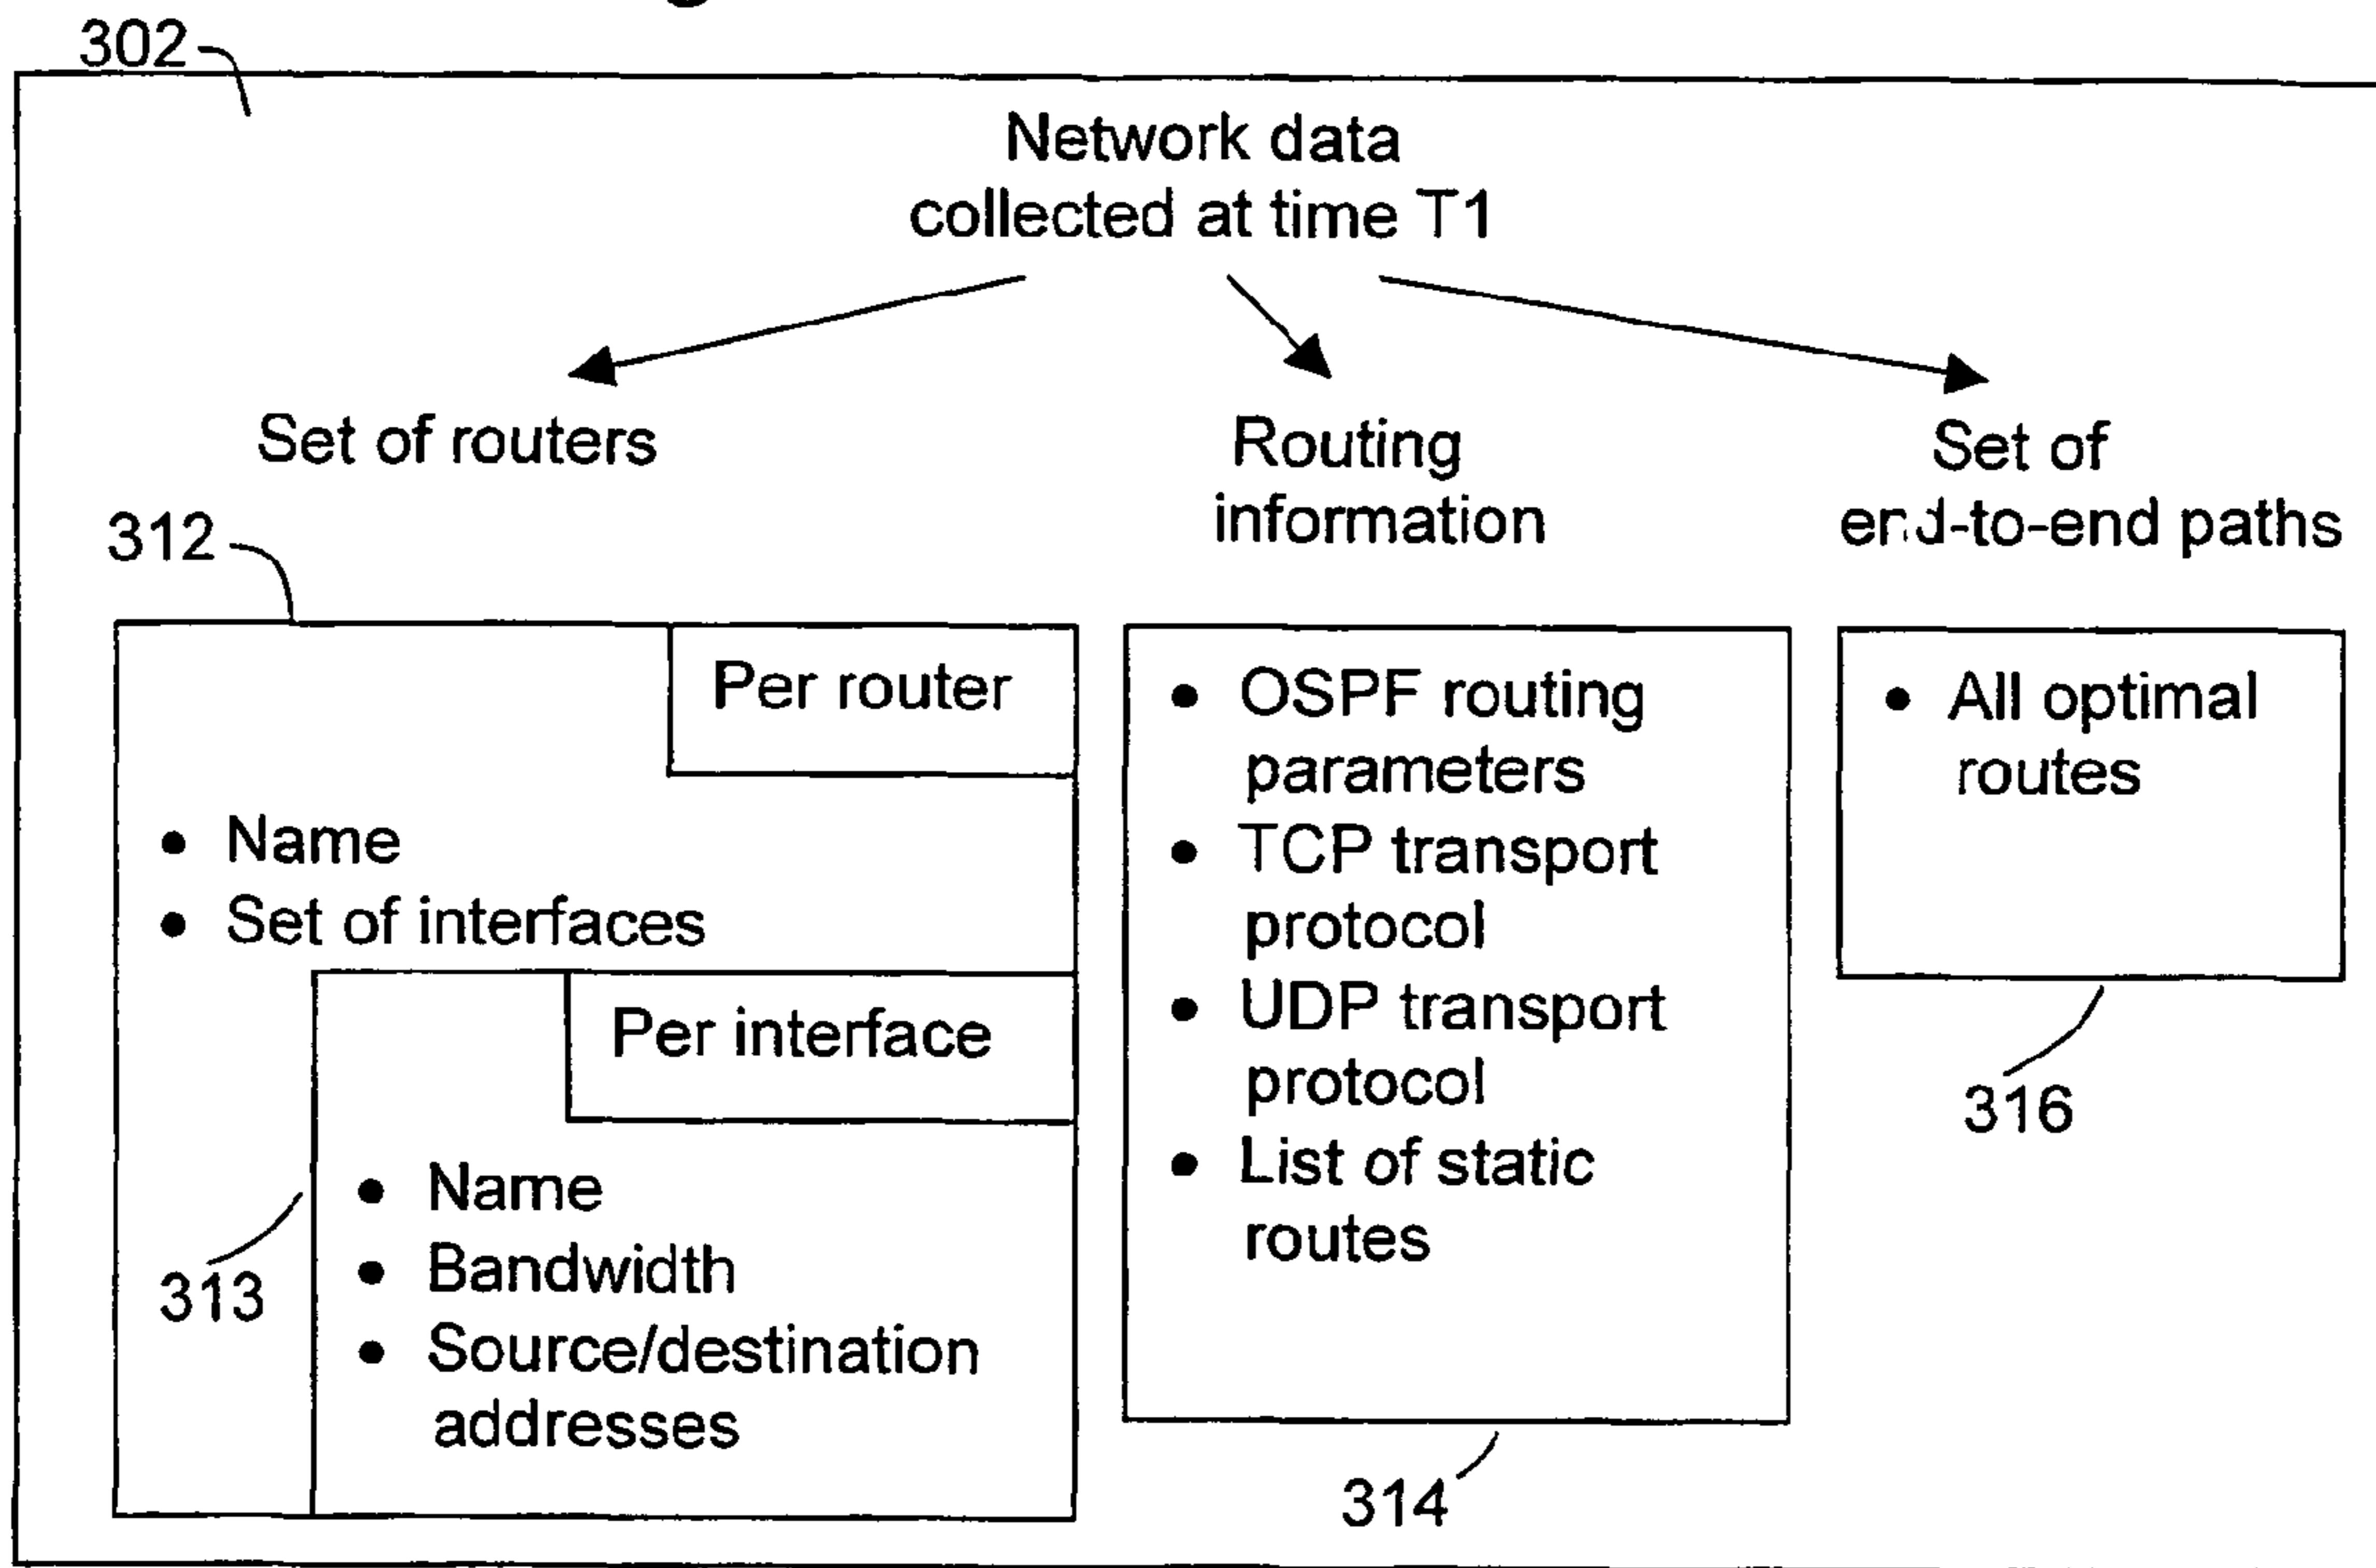 302
Network data
collected at time T1
Set of routers
Routing
information
Set of
end-to-end paths
312
Per router
• Name
• Set of interfaces
Per interface
• Name
• Bandwidth
• Source/destination
addresses
313
• OSPF routing
parameters
• TCP transport
protocol
• UDP transport
protocol
• List of static
routes
314
• All optimal
routes
316